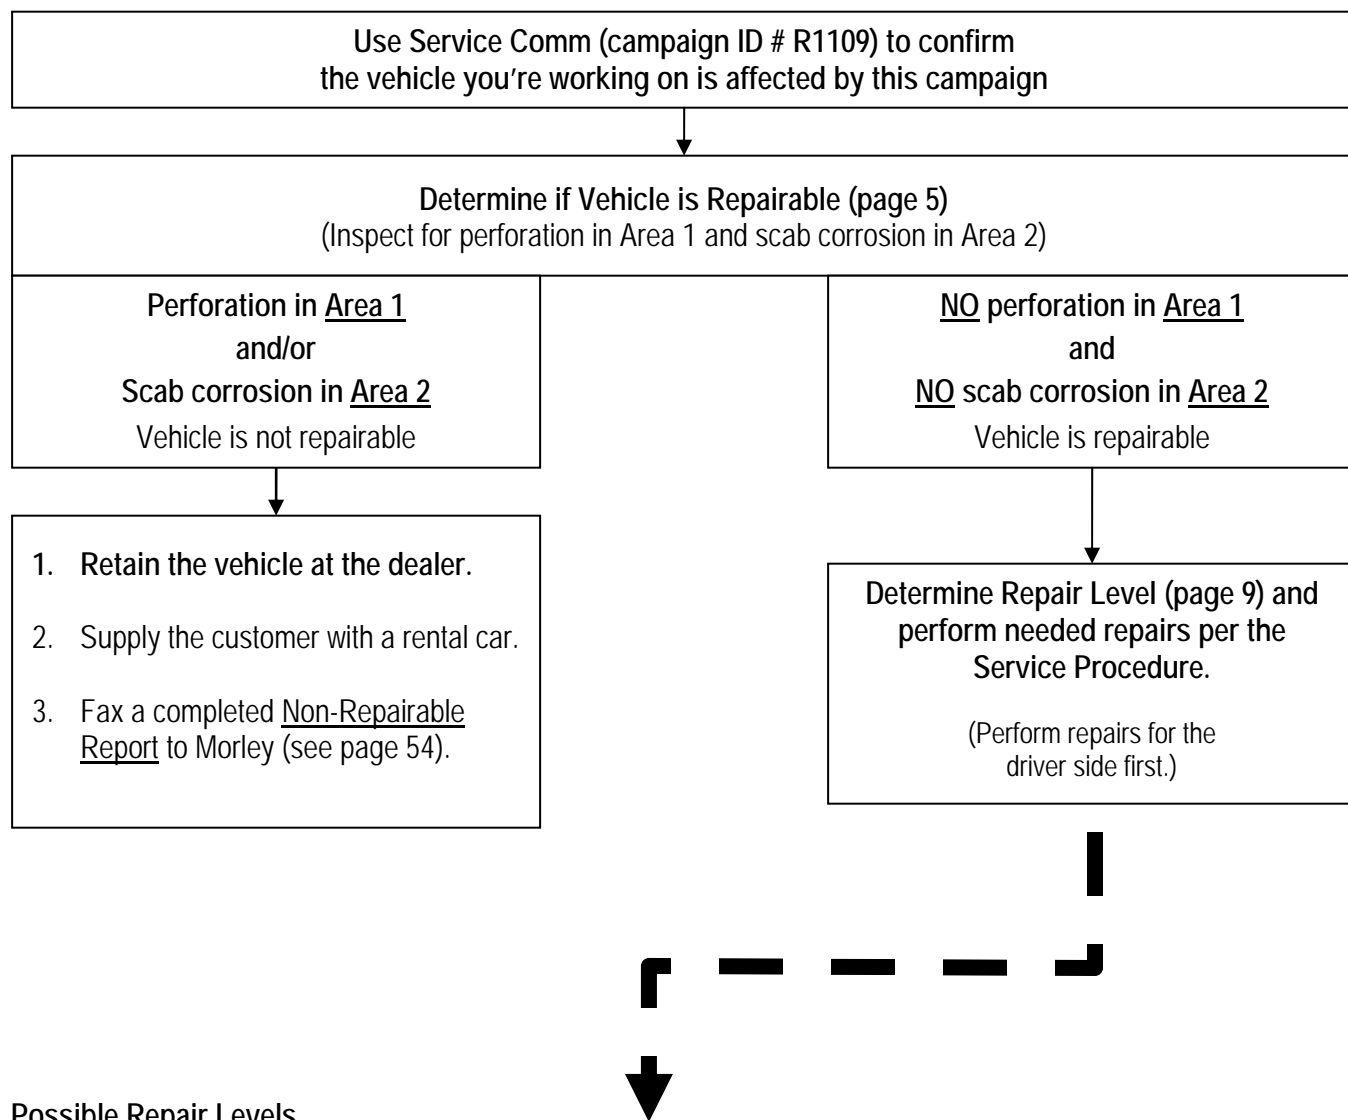 Use Service Comm (campaign ID # R1109) to confirm
the vehicle you're working on is affected by this campaign
Determine if Vehicle is Repairable (page 5)
(Inspect for perforation in Area 1 and scab corrosion in Area 2)
Perforation in Area 1
and/or
Scab corrosion in Area 2
Vehicle is not repairable
NO perforation in Area 1
and
NO scab corrosion in Area 2
Vehicle is repairable
1. Retain the vehicle at the dealer.
2. Supply the customer with a rental car.
3. Fax a completed Non-Repairable
Report to Morley (see page 54).
Determine Repair Level (page 9) and
perform needed repairs per the
Service Procedure.
(Perform repairs for the
driver side first.)
Possible Repair Levels